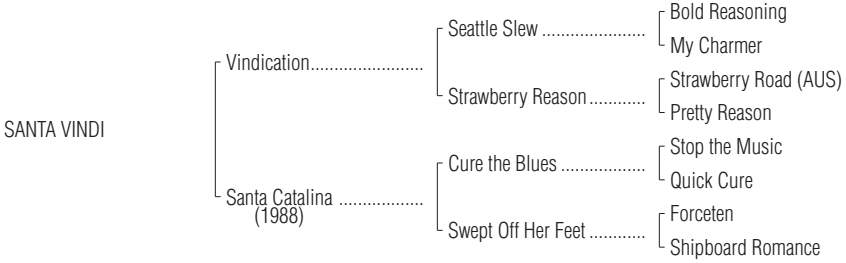 Bold Reasoning
Seattle Slew ......................
My Charmer
Vindication........................
Strawberry Road (AUS)
Strawberry Reason ............
Pretty Reason
SANTA VINDI
Stop the Music
Cure the Blues ..................
Quick Cure
Santa Catalina ..................
(1988)
Forceten
Swept Off Her Feet ............
Shipboard Romance